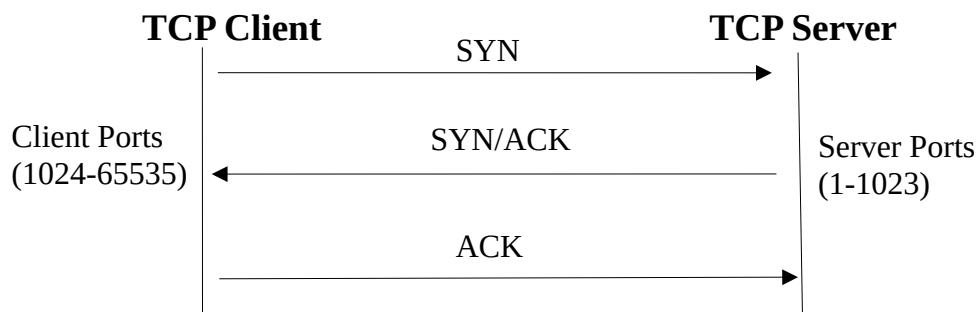 TCP Client
TCP Server
SYN
Client Ports
(1024-65535)
SYN/ACK
Server Ports
(1-1023)
ACK